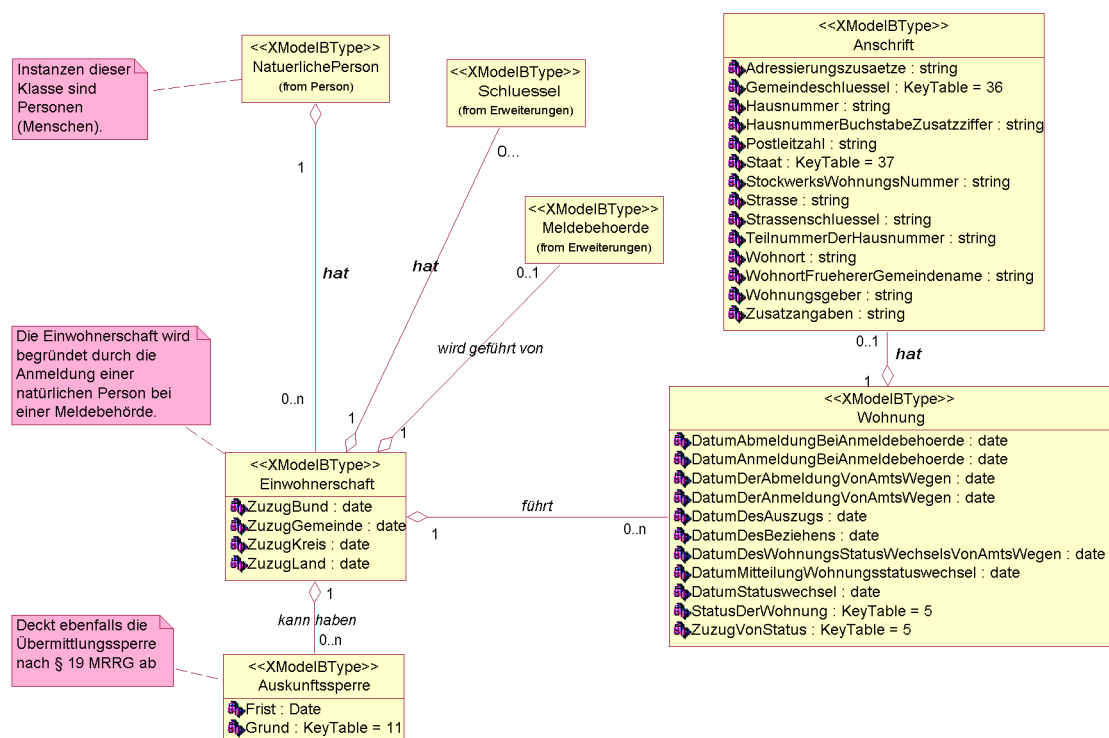 Instanzen dieser
Klasse sind
Personen
(Menschen).
<<XModelBType>>
NatuerlichePerson
(from Person)
1
hat
0..n
<<XModelBType>>
Schluessel
(from Erweiterungen)
0...
hat
1
<<XModelBType>>
Meldebehoerde
(from Erweiterungen)
0..1
wird geführt von
1
<<XModelBType>>
Anschrift
Adressierungszusaetze : string
Gemeindeschluessel : KeyTable = 36
Hausnummer : string
HausnummerBuchstabeZusatzziffer : string
Postleitzahl : string
Staat : KeyTable = 37
StockwerksWohnungsNummer : string
Strasse : string
Strassenschluessel : string
TeilnummerDerHausnummer : string
Wohnort : string
WohnortFruehererGemeindename : string
Wohnungsgeber : string
Zusatzangaben : string
0..1
hat
1
Die Einwohnerschaft wird
begründet durch die
Anmeldung einer
natürlichen Person bei
einer Meldebehörde.
<<XModelBType>>
Einwohnerschaft
ZuzugBund : date
ZuzugGemeinde : date
ZuzugKreis : date
ZuzugLand : date
führt
1
0..n
<<XModelBType>>
Wohnung
DatumAbmeldungBeiAnmeldebehoerde : date
DatumAnmeldungBeiAnmeldebehoerde : date
DatumDerAbmeldungVonAmtsWegen : date
DatumDerAnmeldungVonAmtsWegen : date
DatumDesAuszugs : date
DatumDesBeziehens : date
DatumDesWohnungsStatusWechselsVonAmtsWegen : date
DatumMitteilungWohnungsstatuswechsel : date
DatumStatuswechsel : date
StatusDerWohnung : KeyTable = 5
ZuzugVonStatus : KeyTable = 5
1
kann haben
0..n
Deckt ebenfalls die
Übermittlungssperre
nach § 19 MRRG ab
<<XModelBType>>
Auskunftssperre
Frist : Date
Grund : KeyTable = 11